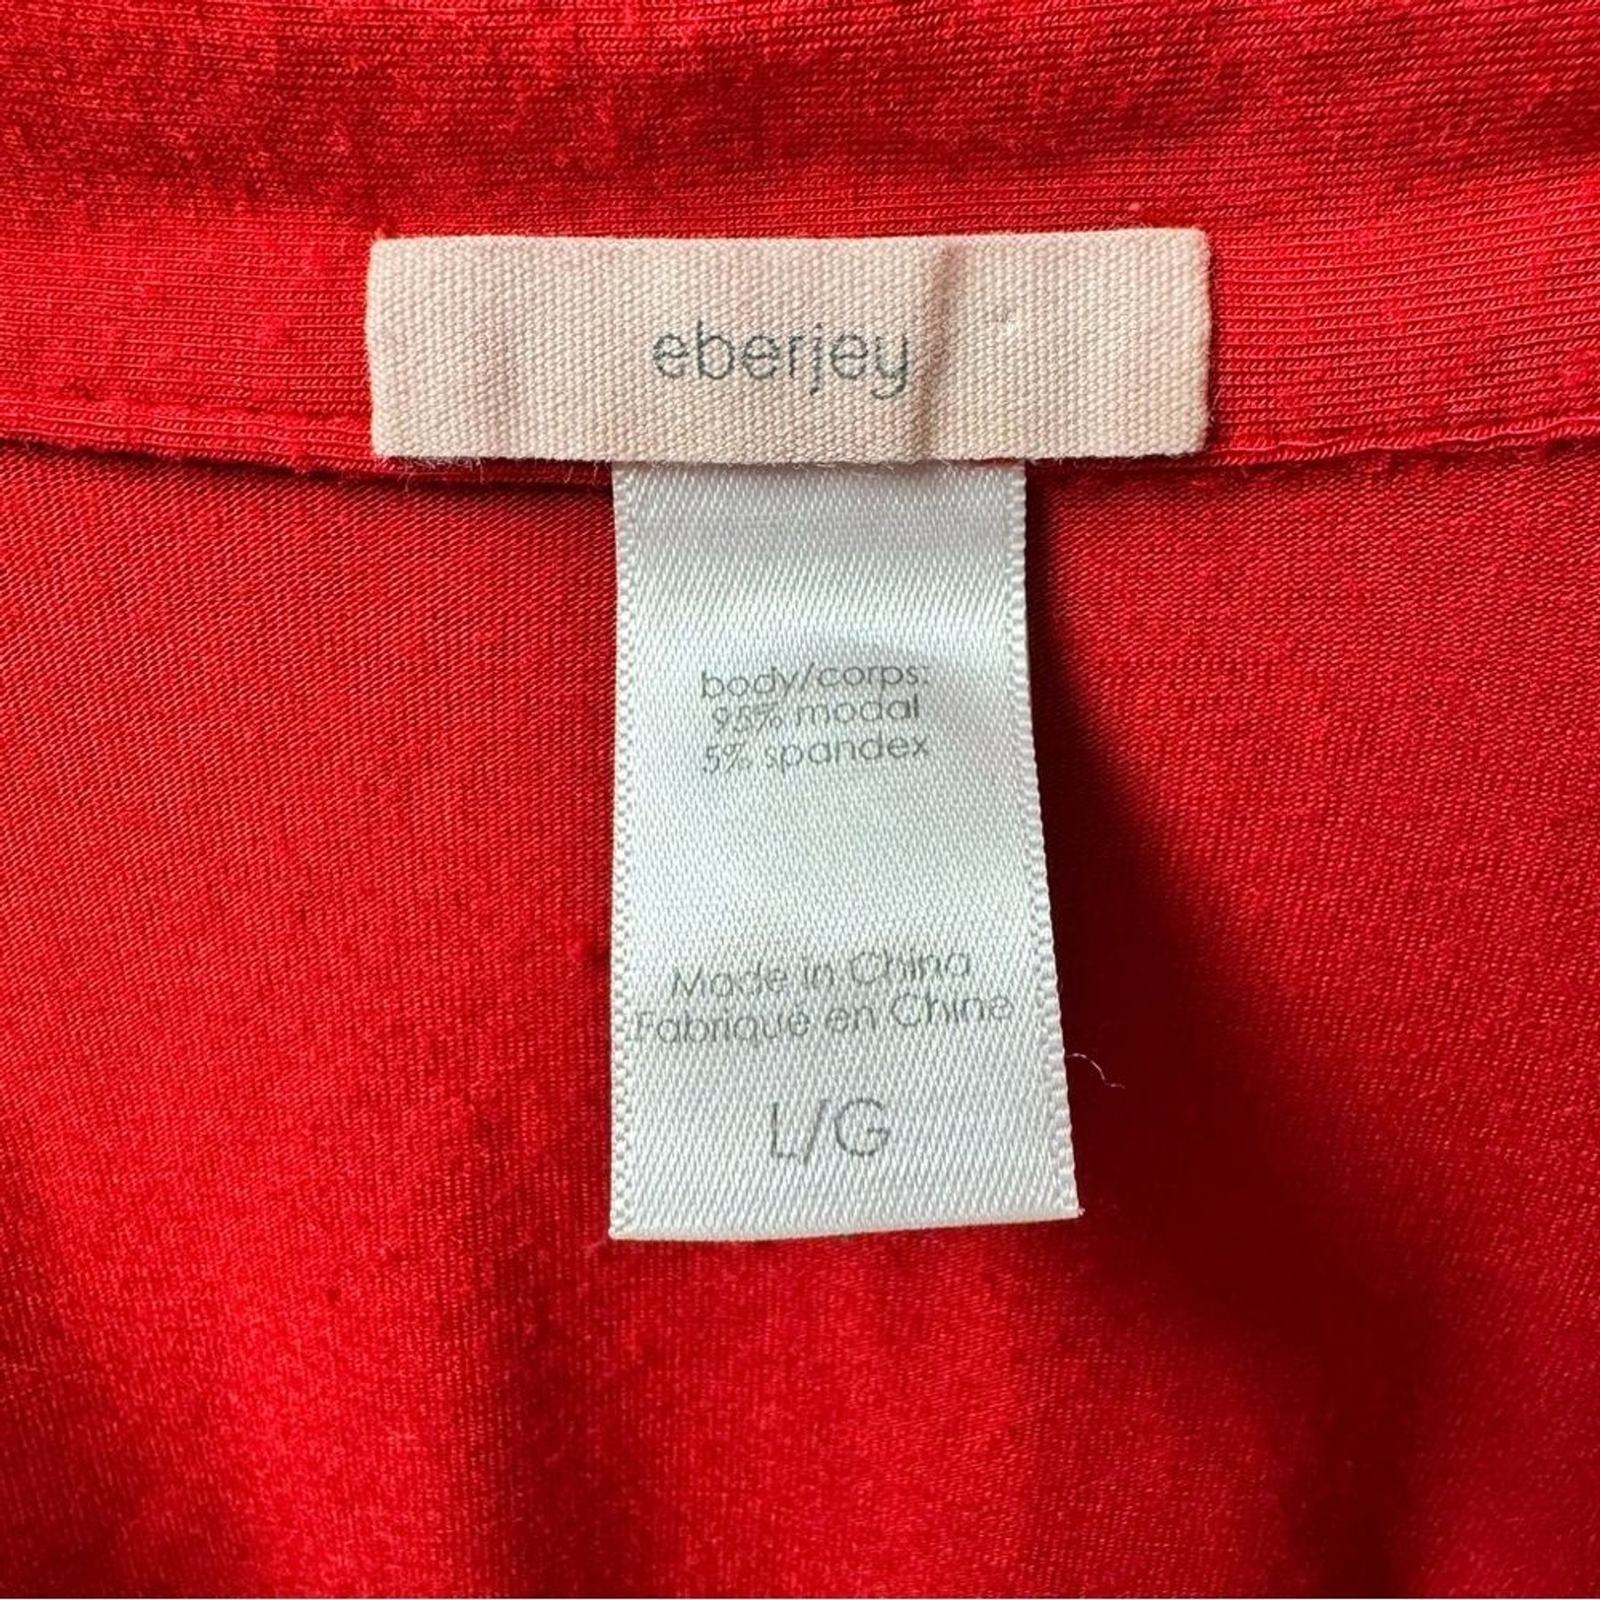 eberjey
body/corps:
95% modal
5% spandex
Made in China
Fabriqué en Chine
L/G